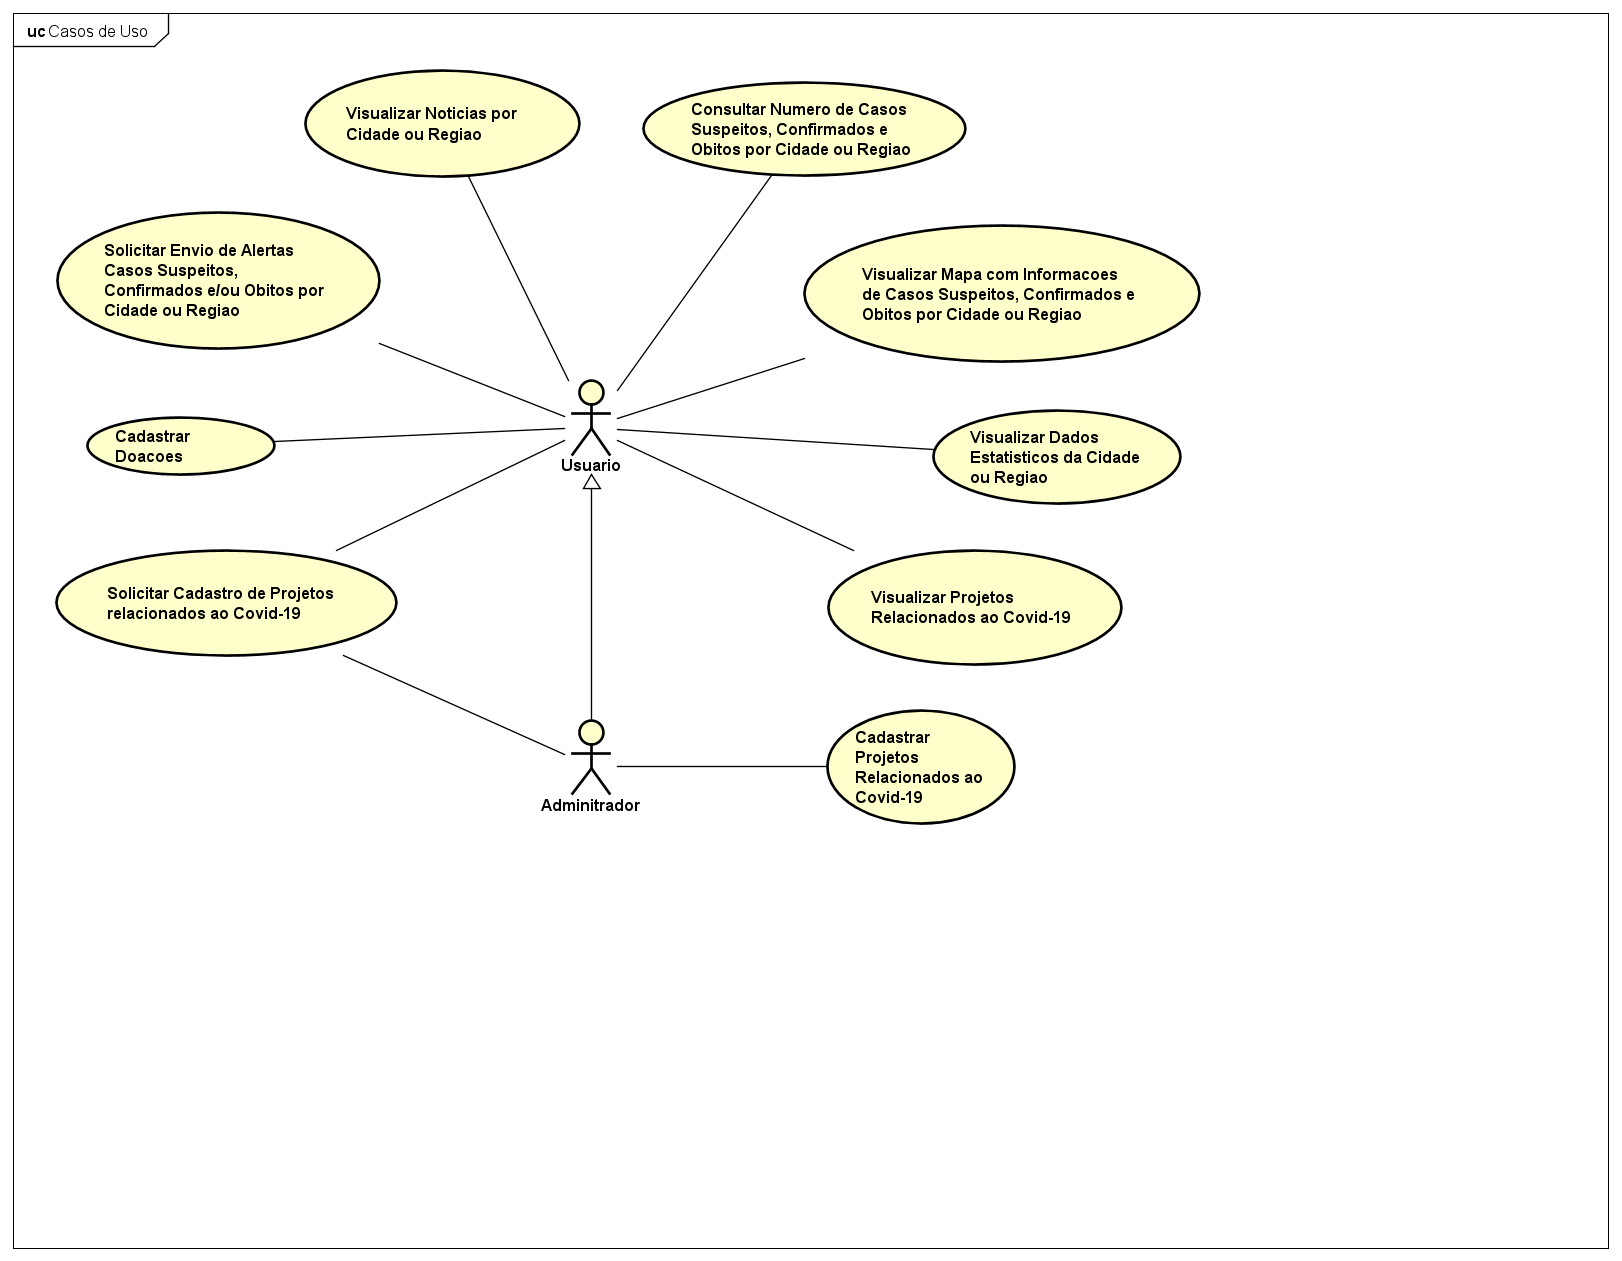 uc Casos de Uso
Visualizar Noticias por
Cidade ou Regiao
Consultar Numero de Casos
Suspeitos, Confirmados e
Obitos por Cidade ou Regiao
Solicitar Envio de Alertas
Casos Suspeitos,
Confirmados e/ou Obitos por
Cidade ou Regiao
Visualizar Mapa com Informacoes
de Casos Suspeitos, Confirmados e
Obitos por Cidade ou Regiao
Cadastrar
Doacoes
Usuario
Visualizar Dados
Estatisticos da Cidade
ou Regiao
Solicitar Cadastro de Projetos
relacionados ao Covid-19
Visualizar Projetos
Relacionados ao Covid-19
Adminitrador
Cadastrar
Projetos
Relacionados ao
Covid-19